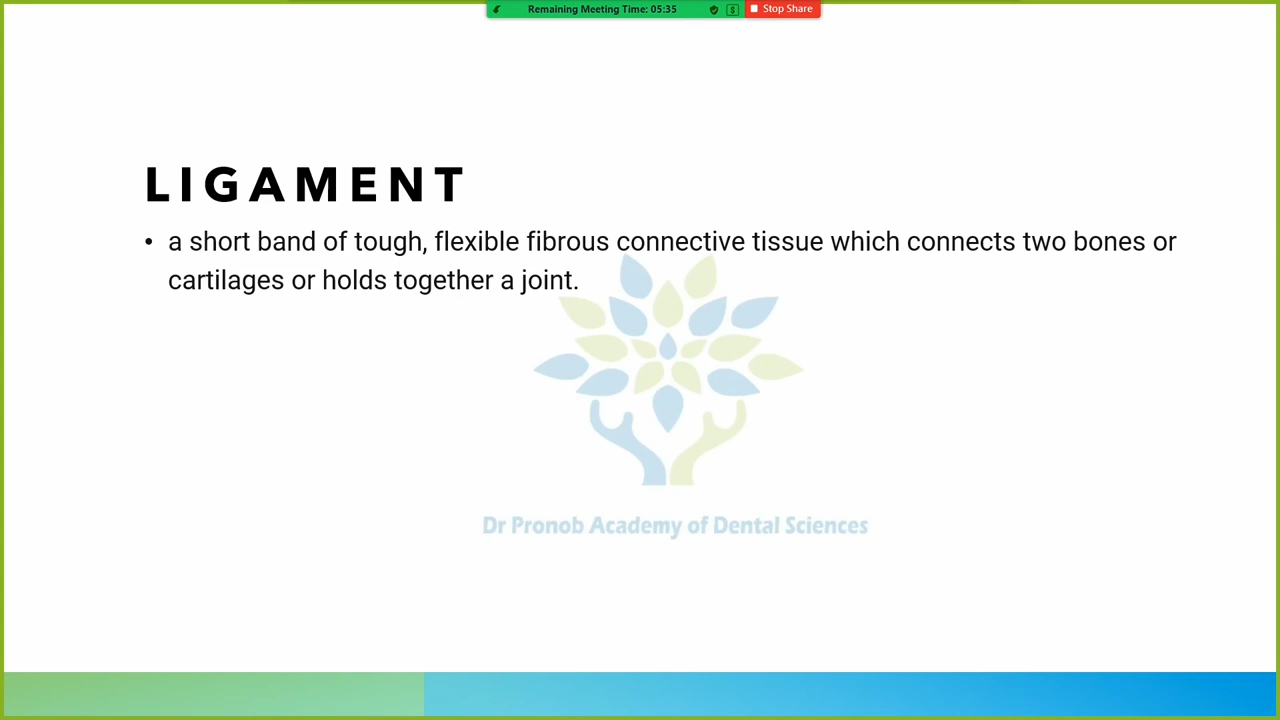 Remaining Meeting Time: 05:35
Stop Share
LIGAMENT
• a short band of tough, flexible fibrous connective tissue which connects two bones or
cartilages or holds together a joint.
Dr Pronob Academy of Dental Sciences